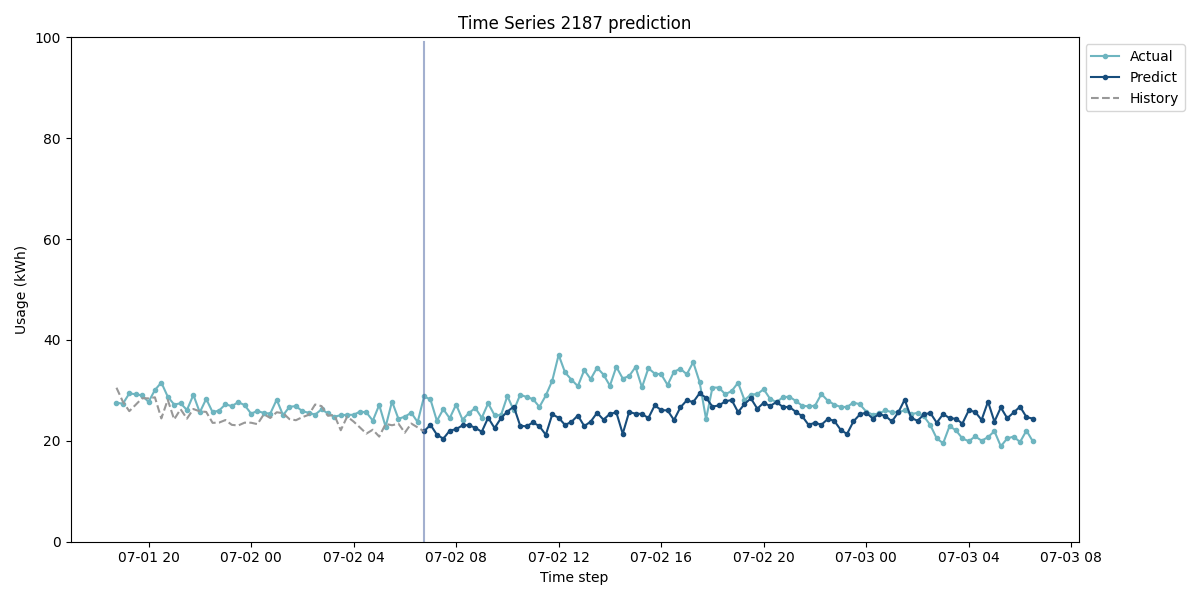 Time Series 2187 prediction
Actual
Predict
History
Usage (kWh)
100
80
60
40
20
0
07-01 20
07-02 00
07-02 04
07-02 08
07-02 12
07-02 16
07-02 20
07-03 00
07-03 04
07-03 08
Time step